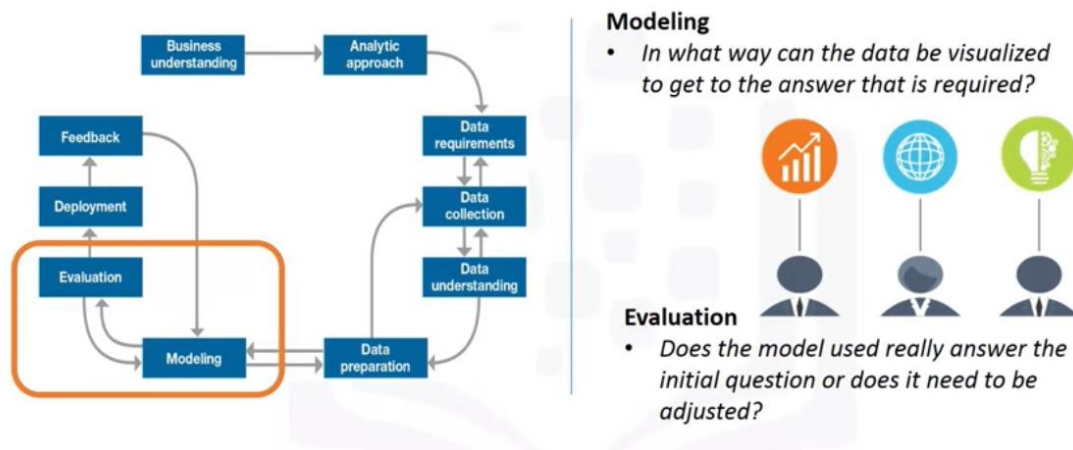 Business
understanding
Analytic
approach
Feedback
Data
requirements
Deployment
Data
collection
Evaluation
Data
understanding
Modeling
Data
preparation
Modeling
• In what way can the data be visualized
to get to the answer that is required?
Evaluation
• Does the model used really answer the
initial question or does it need to be
adjusted?